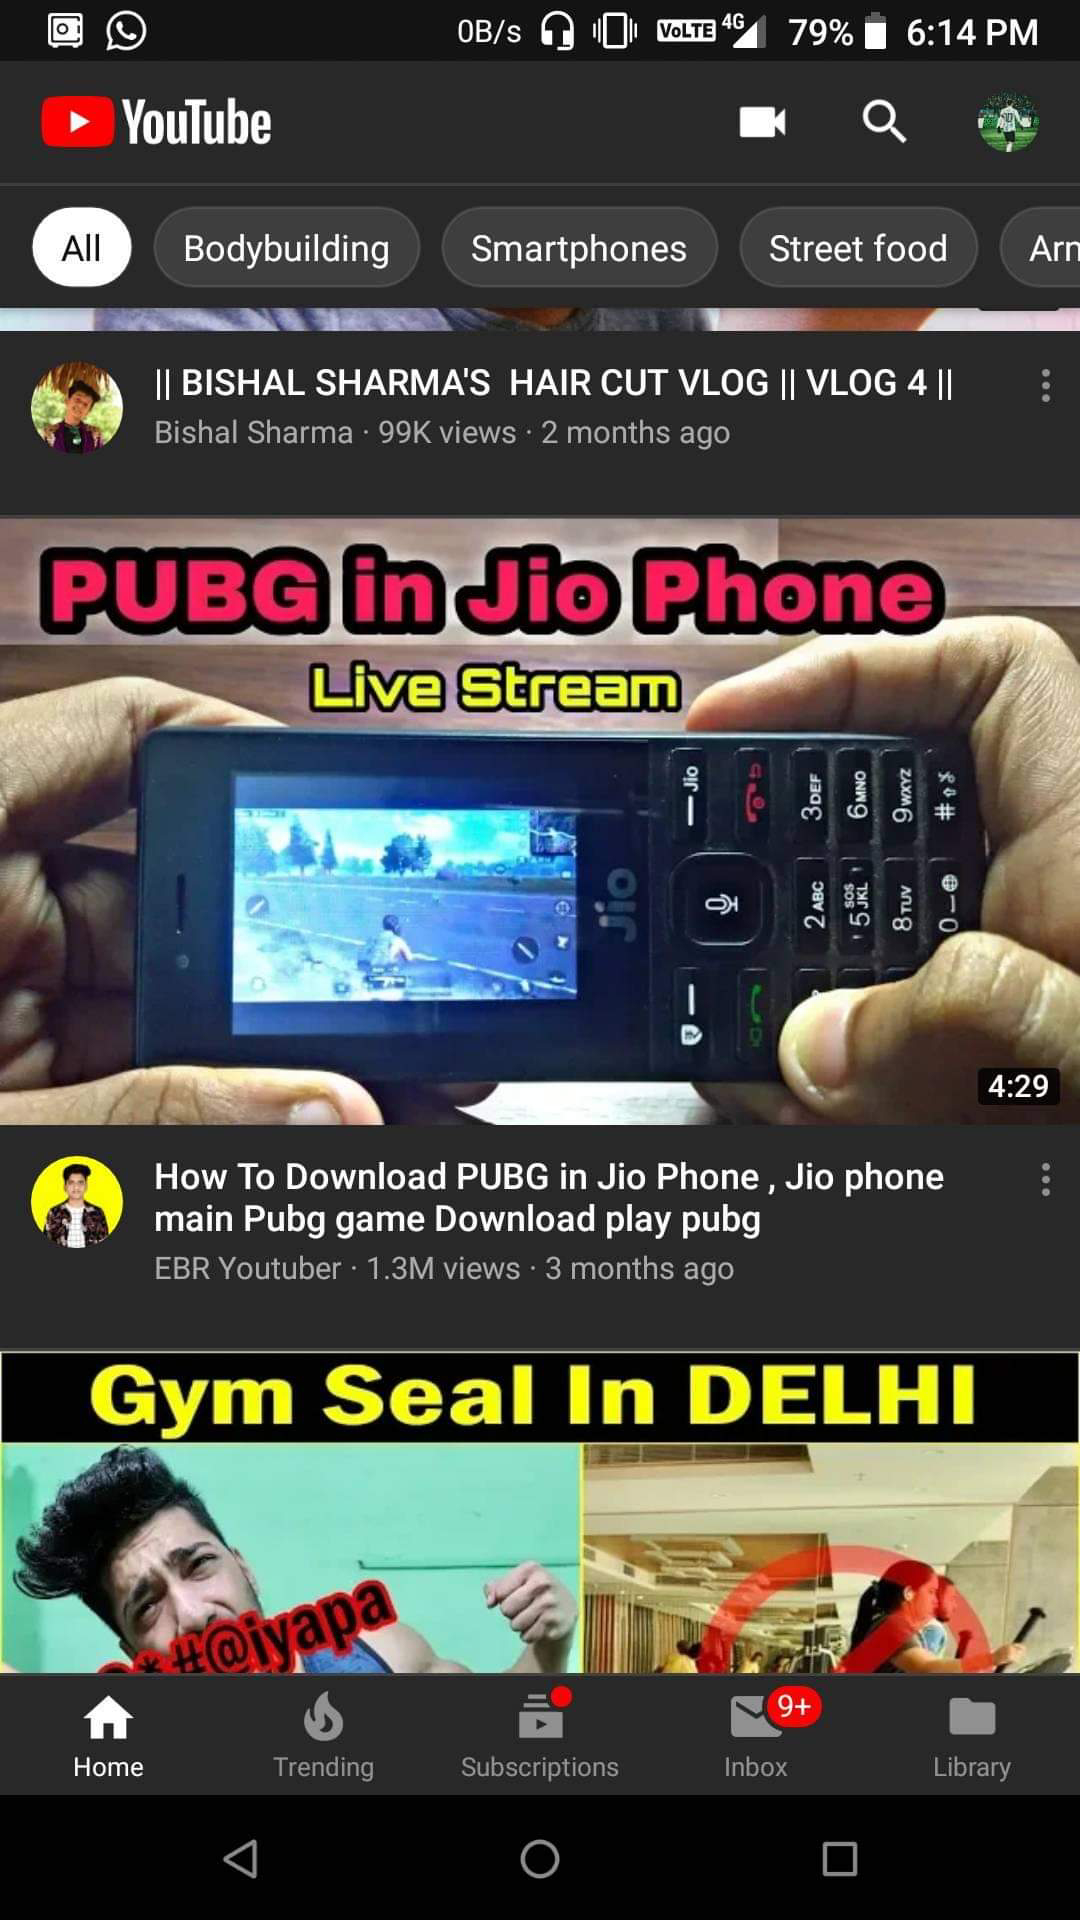 0B/s VoLTE 4G 79% 6:14 PM
YouTube
All Bodybuilding Smartphones Street food
|| BISHAL SHARMA'S HAIR CUT VLOG || VLOG 4 ||
Bishal Sharma · 99K views · 2 months ago
PUBG in Jio Phone
Live Stream
Jio
3DEF
6MNO
9WXYZ
#
Jio
2ABC
5JKL
SOS
8TUV
0
4:29
How To Download PUBG in Jio Phone , Jio phone
main Pubg game Download play pubg
EBR Youtuber · 1.3M views · 3 months ago
Gym Seal In DELHI
*#@iyapa
9+
Home Trending Subscriptions Inbox Library